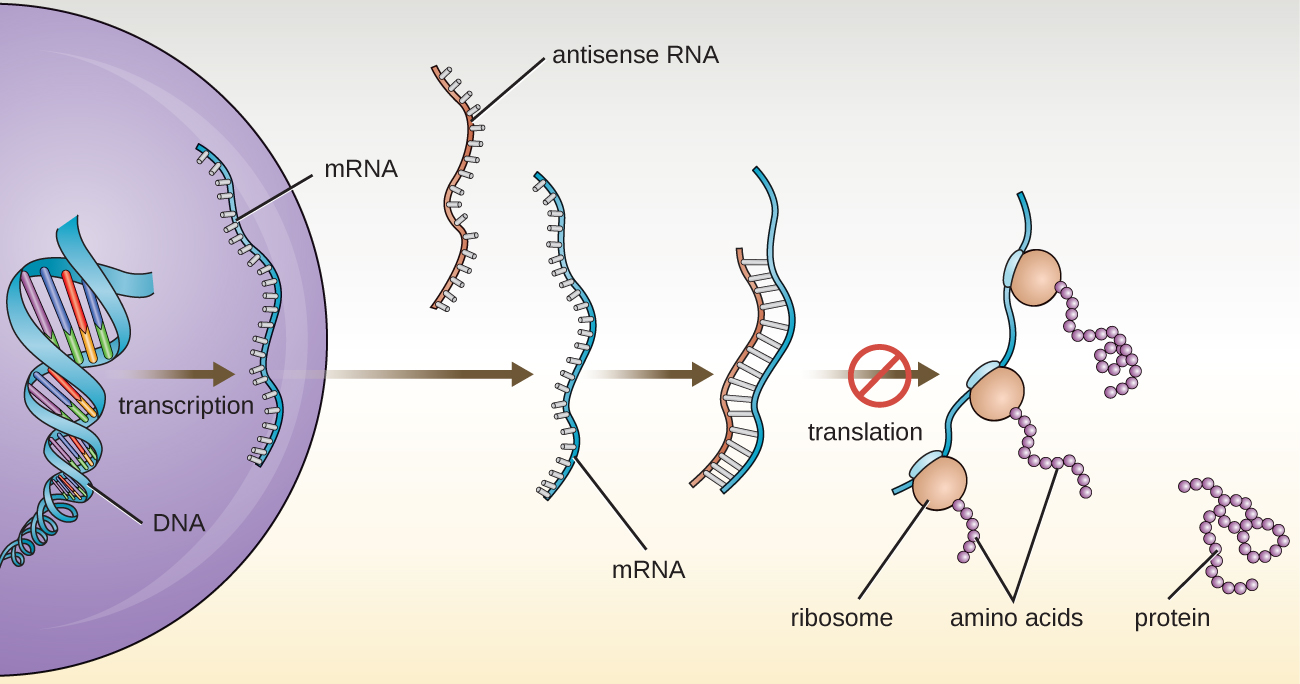 antisense RNA
mRNA
transcription
translation
DNA
mRNA
ribosome
amino acids
protein